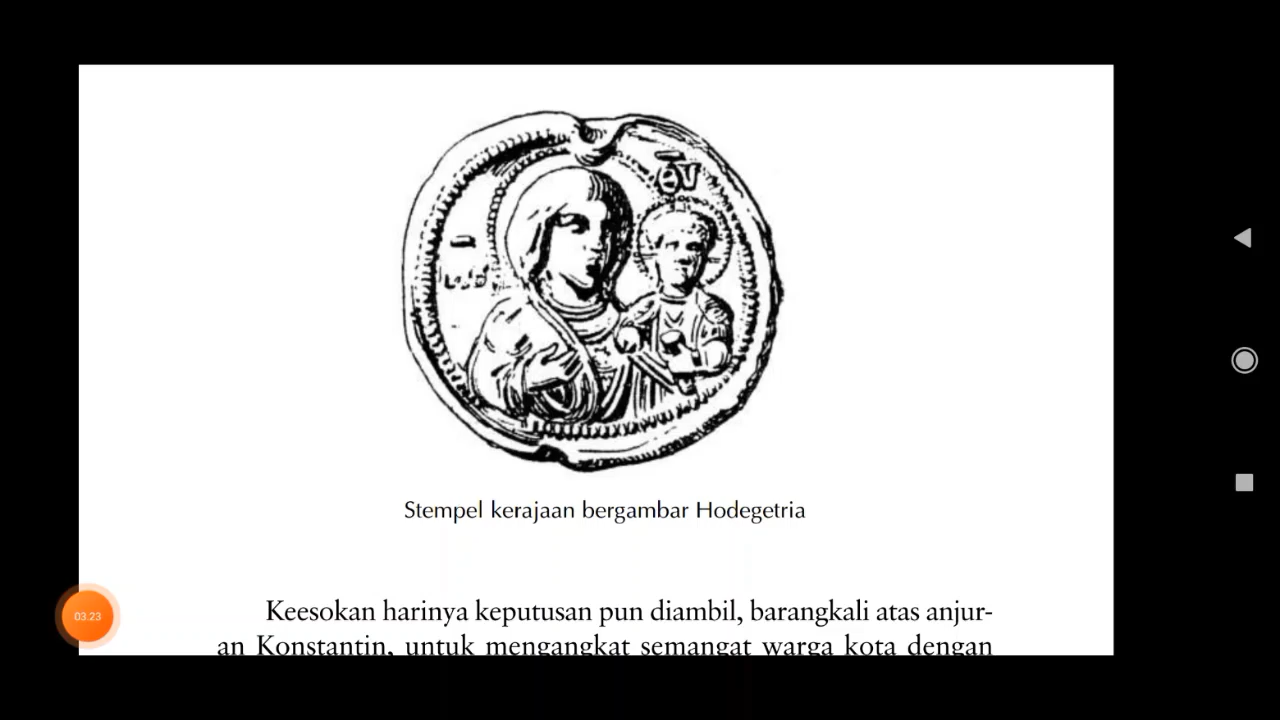 ΘΥ
Stempel kerajaan bergambar Hodegetria
Keesokan harinya keputusan pun diambil, barangkali atas anjur-
an Konstantin, untuk mengangkat semangat warga kota dengan
03.23